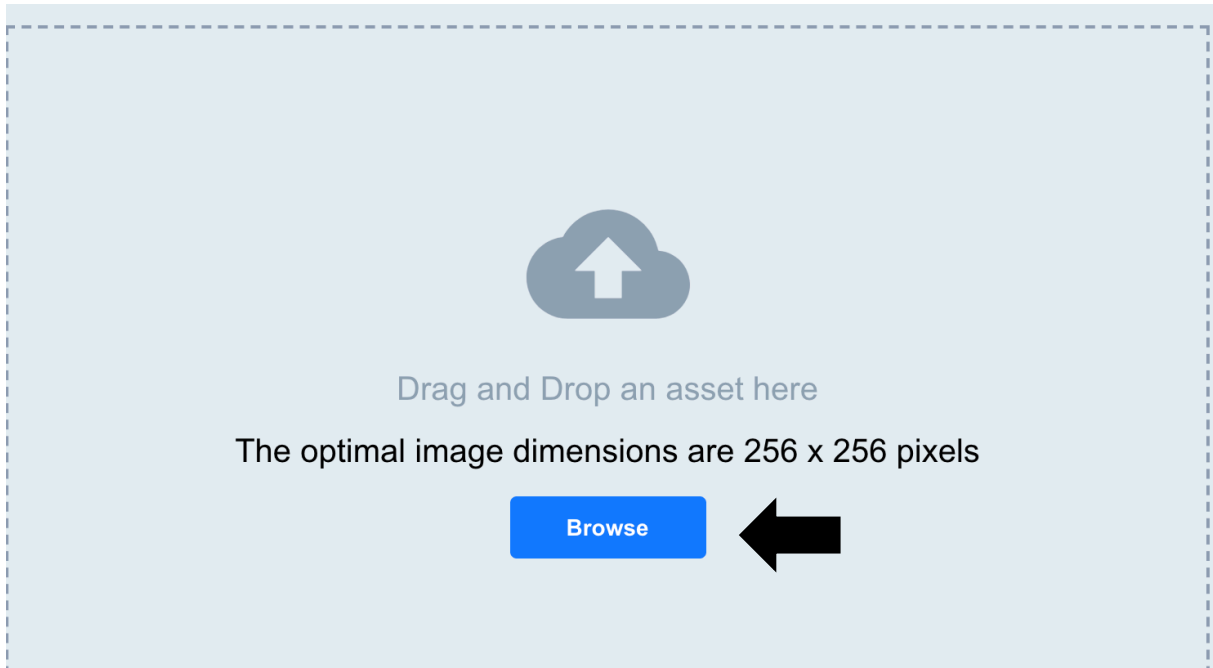 Drag and Drop an asset here
The optimal image dimensions are 256 x 256 pixels
Browse